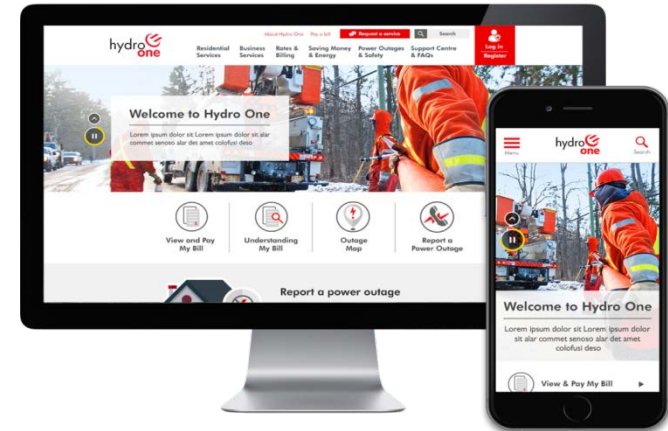 About Hydro One Pay a bill Request a service Search
hydro one
Residential Services
Business Services
Rates & Billing
Saving Money & Energy
Power Outages & Safety
Support Centre & FAQs
Log in
Register
Welcome to Hydro One
Lorem ipsum dolor sit Lorem ipsum dolor sit alar
commet senoso alar det amet colofusi deso
View and Pay
My Bill
Understanding
My Bill
Outage
Map
Report a
Power Outage
Report a power outage
Menu
hydro one
Search
Welcome to Hydro One
Lorem ipsum dolor sit Lorem ipsum dolor
sit alar commet senoso alar det amet
colofusi deso
View & Pay My Bill